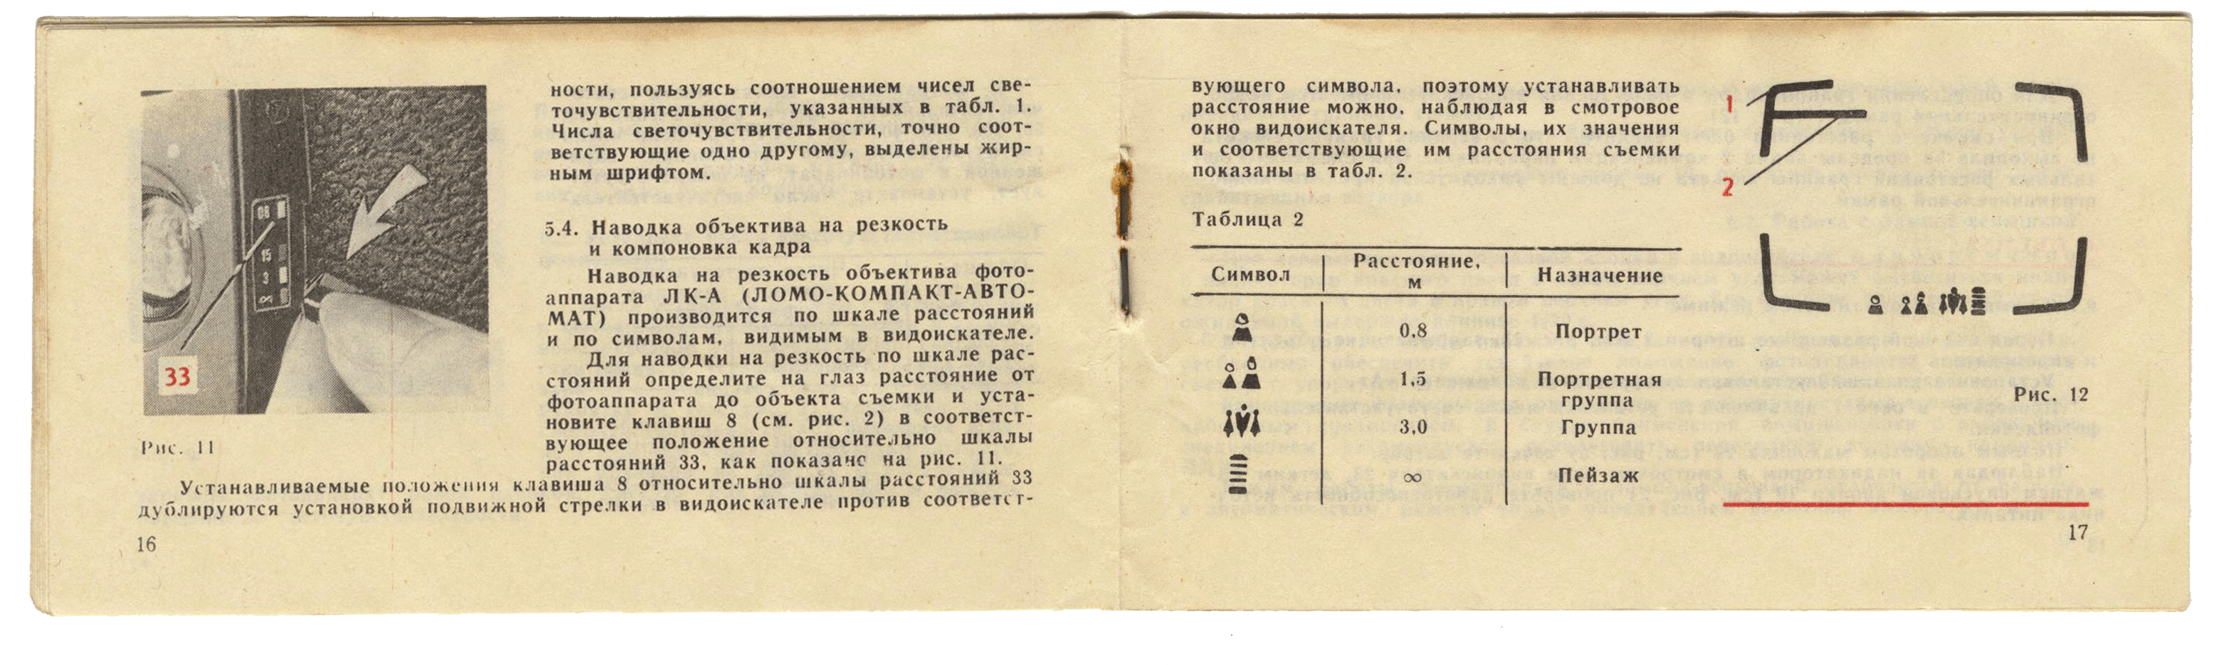 08
15
3
∞
33
Рис. 11
ности, пользуясь соотношением чисел све-
точувствительности, указанных в табл. 1.
Числа светочувствительности, точно соот-
ветствующие одно другому, выделены жир-
ным шрифтом.
5.4. Наводка объектива на резкость
и компоновка кадра
Наводка на резкость объектива фото-
аппарата ЛК-А (ЛОМО-КОМПАКТ-АВТО-
МАТ) производится по шкале расстояний
и по символам, видимым в видоискателе.
Для наводки на резкость по шкале рас-
стояний определите на глаз расстояние от
фотоаппарата до объекта съемки и уста-
новите клавиш 8 (см. рис. 2) в соответст-
вующее положение относительно шкалы
расстояний 33, как показано на рис. 11.
Устанавливаемые положения клавиша 8 относительно шкалы расстояний 33
дублируются установкой подвижной стрелки в видоискателе против соответст-
16
вующего символа, поэтому устанавливать
расстояние можно, наблюдая в смотровое
окно видоискателя. Символы, их значения
и соответствующие им расстояния съемки
показаны в табл. 2.
Таблица 2
Символ Расстояние, м Назначение
0,8 Портрет
1,5 Портретная
группа
3,0 Группа
∞ Пейзаж
1
2
Рис. 12
17